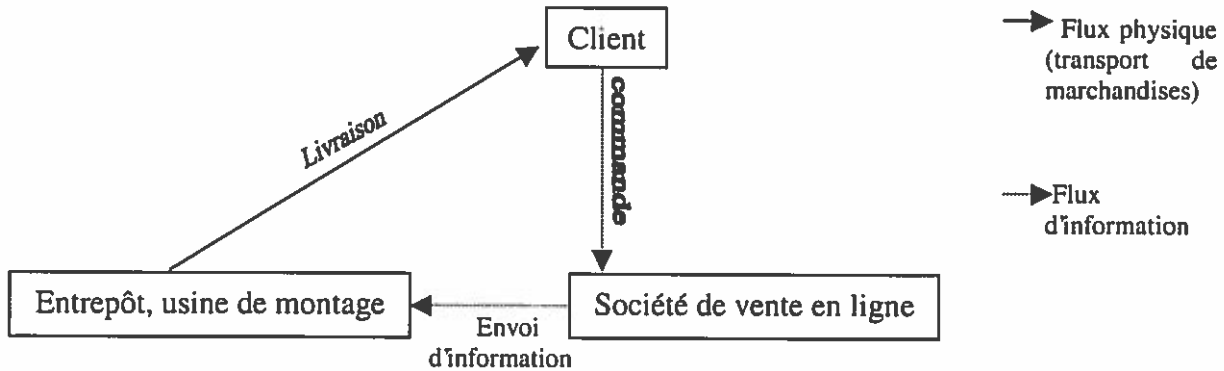 Client
Flux physique
(transport de
marchandises)
Livraison
commande
Flux
d'information
Entrepôt, usine de montage
Société de vente en ligne
Envoi
d'information